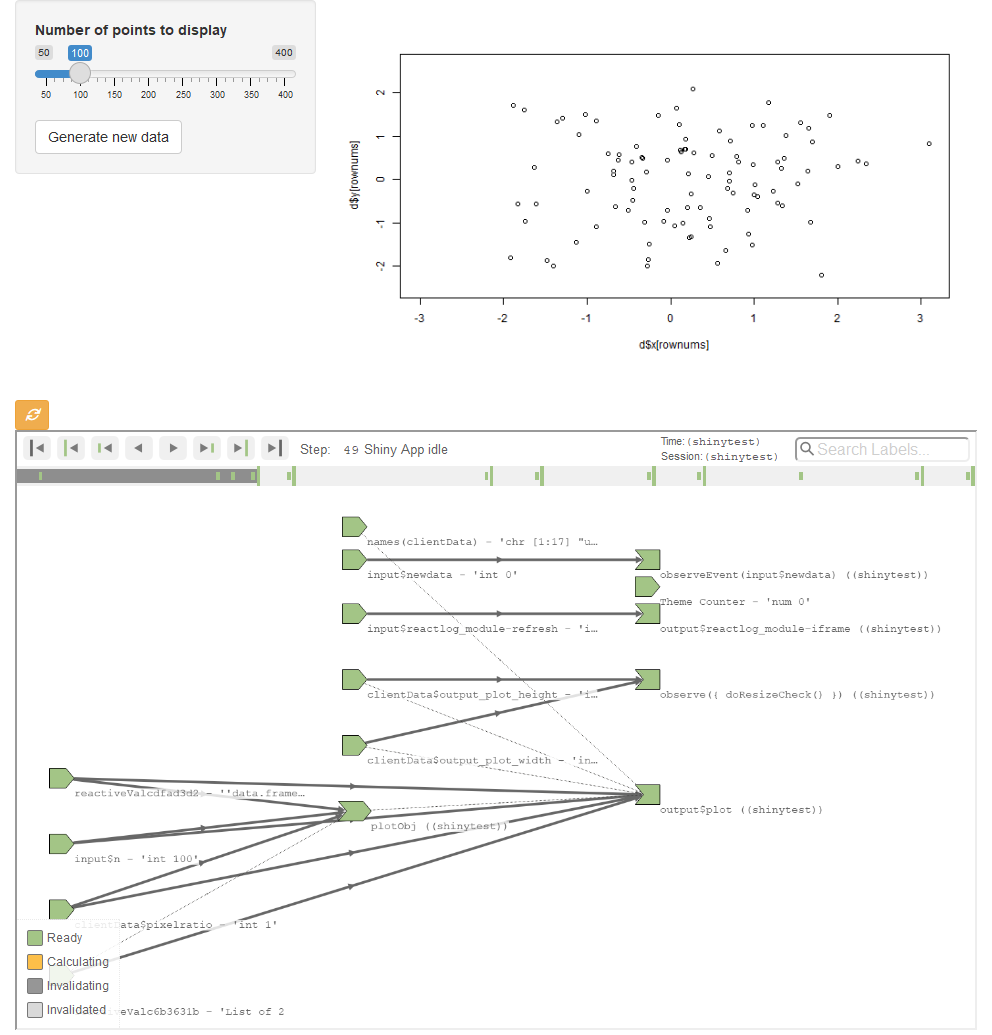 Number of points to display
50 100 400
50 100 150 200 250 300 350 400
Generate new data
d$y[rownums]
2
1
0
-1
-2
-3 -2 -1 0 1 2 3
d$x[rownums]
Step: 49 Shiny App idle
Time: (shinytest)
Session: (shinytest)
Search Labels...
names(clientData) - 'chr [1:17] "u…
input$newdata - 'int 0'
observeEvent(input$newdata) ((shinytest))
Theme Counter - 'num 0'
input$reactlog_module-refresh - 'i…
output$reactlog_module-iframe ((shinytest))
clientData$output_plot_height - 'i…
observe({ doResizeCheck() }) ((shinytest))
clientData$output_plot_width - 'in…
reactiveValcdfad3d2 - ''data.frame…
output$plot ((shinytest))
plotObj ((shinytest))
input$n - 'int 100'
clientData$pixelratio - 'int 1'
Ready
Calculating
Invalidating
Invalidated
veValc6b3631b - 'List of 2